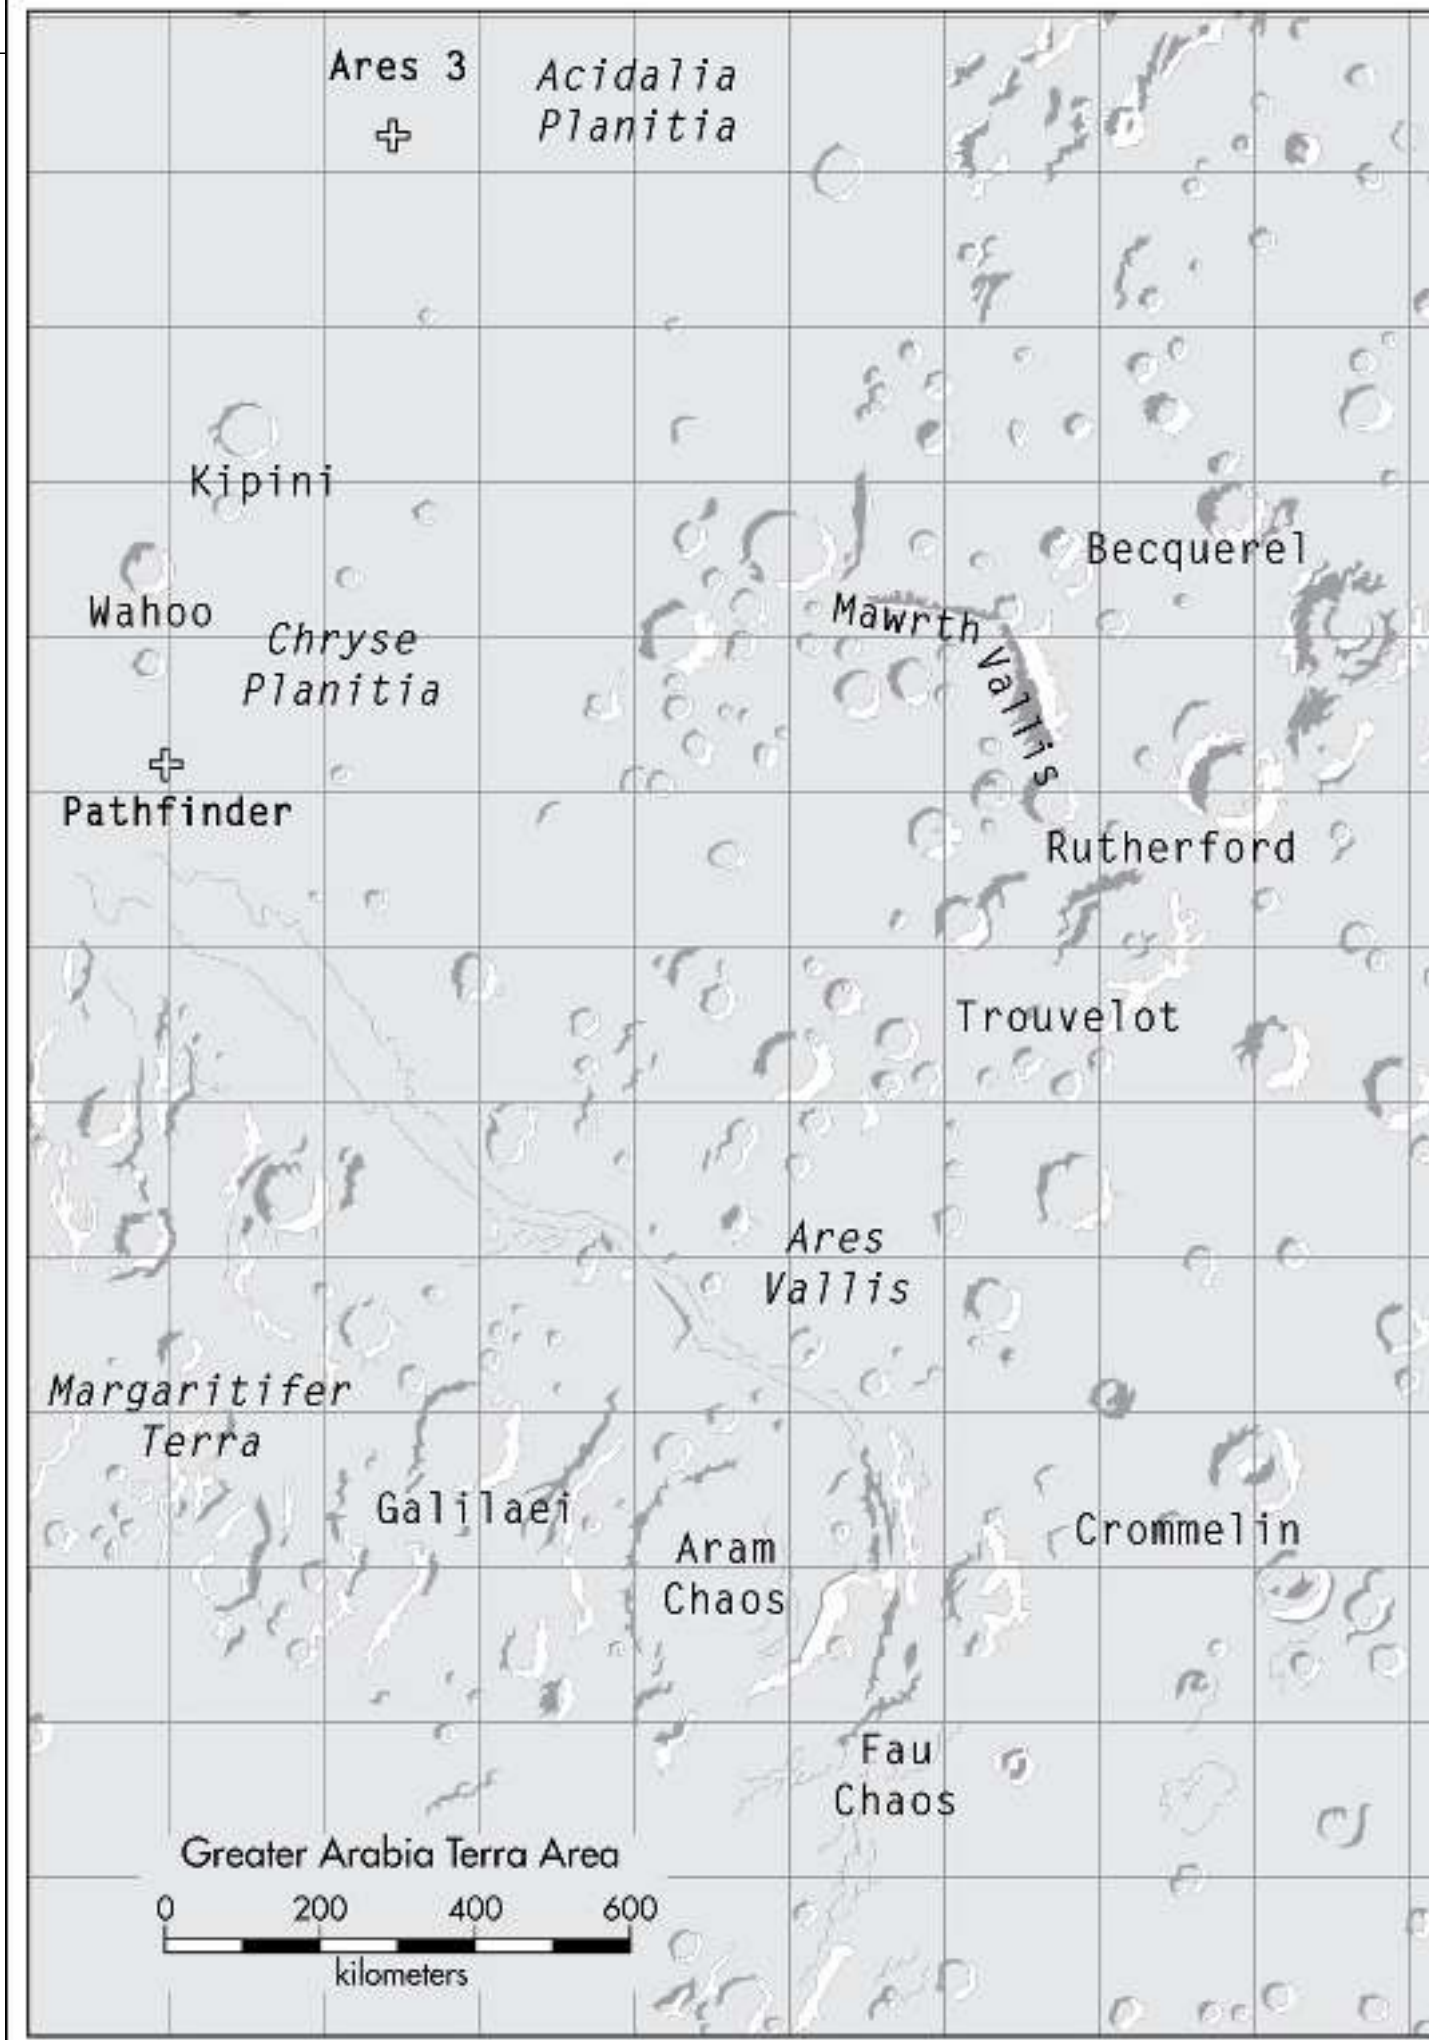 Ares 3
Acidalia
Planitia
Kipini
Becquerel
Wahoo
Mawrth
Vallis
Chryse
Planitia
Pathfinder
Rutherford
Trouvelot
Ares
Vallis
Margaritifer
Terra
Galilaei
Crommelin
Aram
Chaos
Fau
Chaos
Greater Arabia Terra Area
0 200 400 600
kilometers